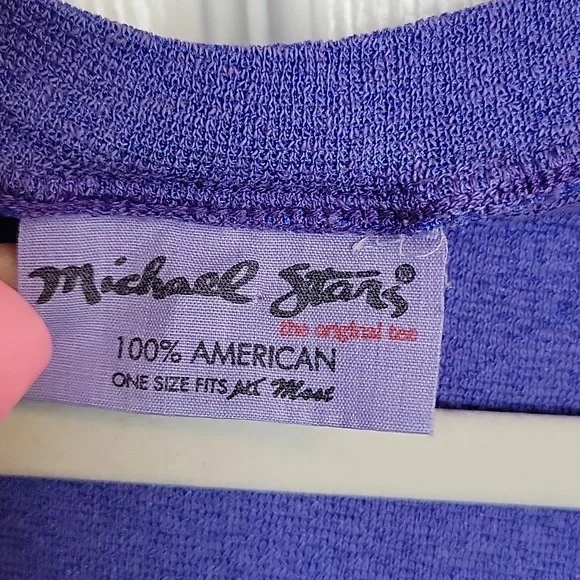 Michael Stars®
the original tee
100% AMERICAN
ONE SIZE FITS All Most